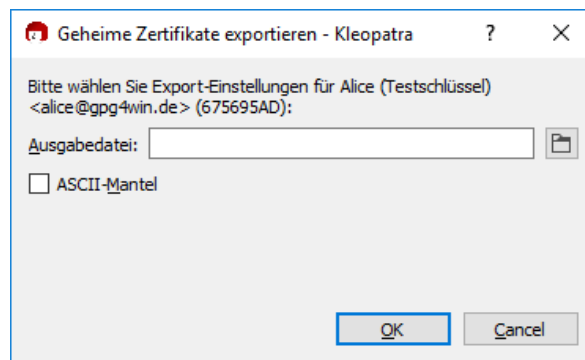 Geheime Zertifikate exportieren - Kleopatra
?
Bitte wählen Sie Export-Einstellungen für Alice (Testschlüssel)
<alice@gpg4win.de> (675695AD):
Ausgabedatei:
ASCII-Mantel
OK Cancel